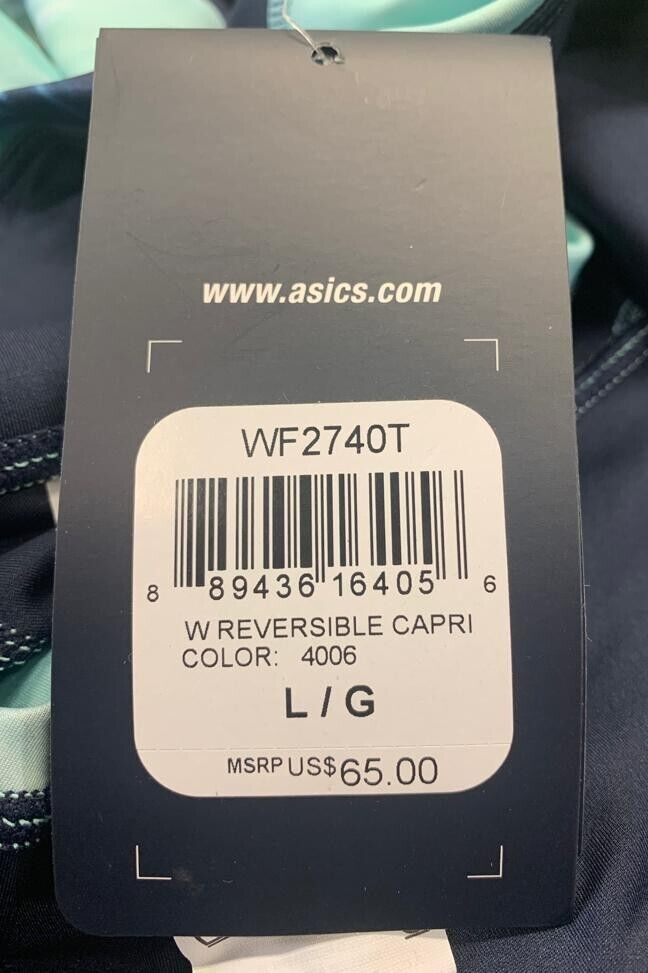 www.asics.com
WF2740T
8 89436 16405 6
W REVERSIBLE CAPRI
COLOR: 4006
L / G
MSRP US$65.00